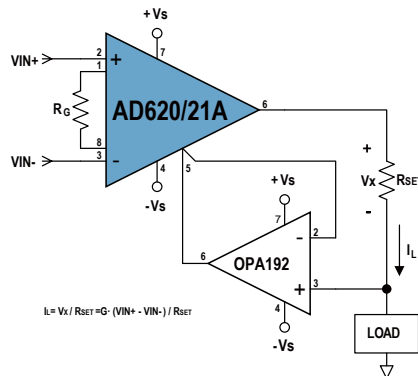 +Vs
7
VIN+
2
+
1
RG
AD620/21A
6
8
VIN-
3
-
4
5
-Vs
+
Vx
RSET
-
+Vs
7
-
2
6
OPA192
+
3
4
-Vs
IL
LOAD
IL= VX / RSET =G· (VIN+ - VIN-) / RSET